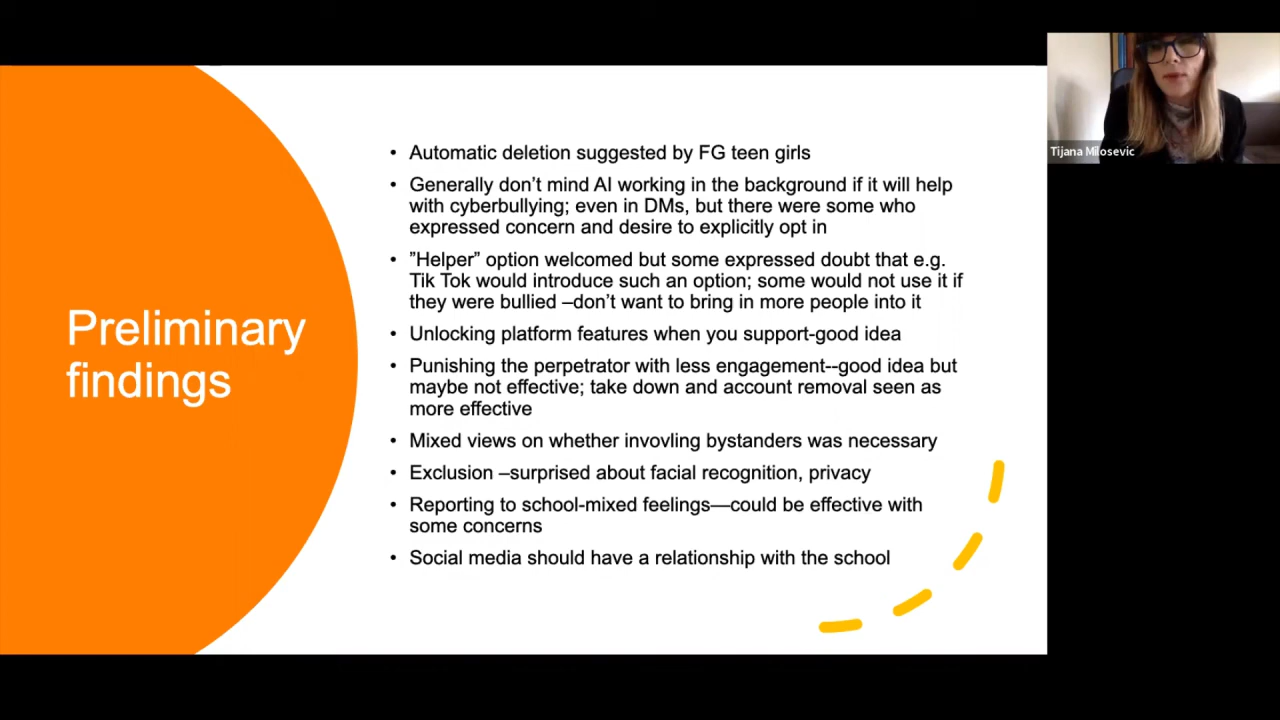 Preliminary
findings
• Automatic deletion suggested by FG teen girls
• Generally don’t mind AI working in the background if it will help
with cyberbullying; even in DMs, but there were some who
expressed concern and desire to explicitly opt in
• ”Helper” option welcomed but some expressed doubt that e.g.
Tik Tok would introduce such an option; some would not use it if
they were bullied –don’t want to bring in more people into it
• Unlocking platform features when you support-good idea
• Punishing the perpetrator with less engagement--good idea but
maybe not effective; take down and account removal seen as
more effective
• Mixed views on whether invovling bystanders was necessary
• Exclusion –surprised about facial recognition, privacy
• Reporting to school-mixed feelings—could be effective with
some concerns
• Social media should have a relationship with the school
Tijana Milosevic